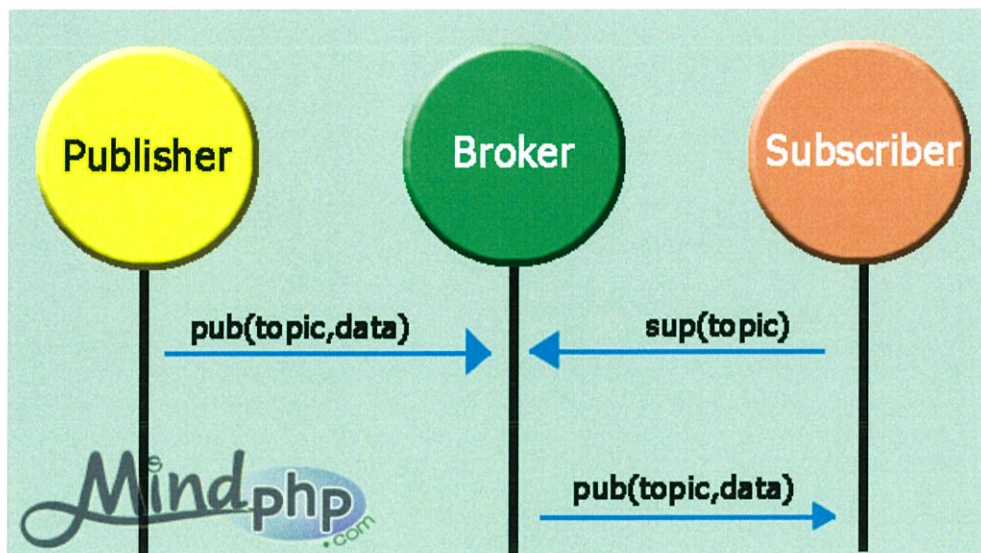 Publisher
Broker
Subscriber
pub(topic,data)
sup(topic)
pub(topic,data)
Mindphp
.com